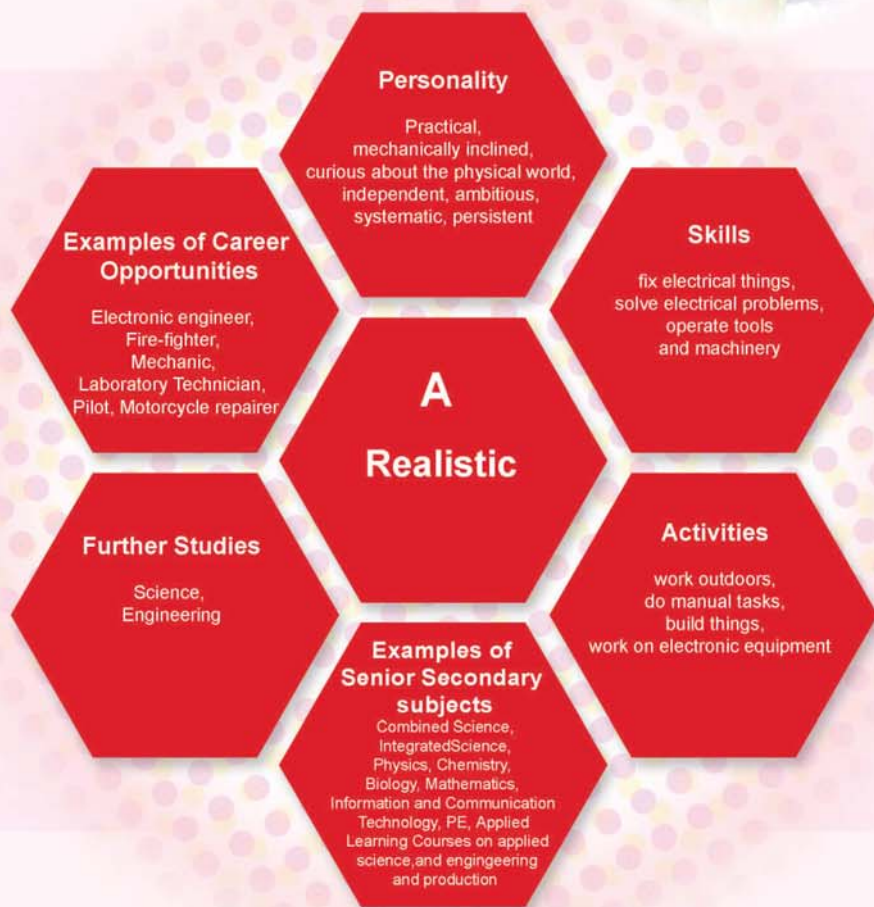 Personality
Practical,
mechanically inclined,
curious about the physical world,
independent, ambitious,
systematic, persistent
Examples of Career
Opportunities
Electronic engineer,
Fire-fighter,
Mechanic,
Laboratory Technician,
Pilot, Motorcycle repairer
Skills
fix electrical things,
solve electrical problems,
operate tools
and machinery
A
Realistic
Further Studies
Science,
Engineering
Activities
work outdoors,
do manual tasks,
build things,
work on electronic equipment
Examples of
Senior Secondary
subjects
Combined Science,
IntegratedScience,
Physics, Chemistry,
Biology, Mathematics,
Information and Communication
Technology, PE, Applied
Learning Courses on applied
science,and engingeering
and production